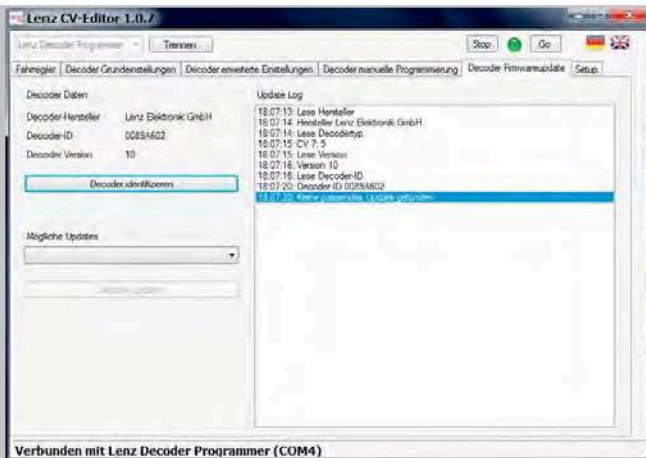 Lenz CV-Editor 1.0.7
Lenz Decoder Programmer Trennen Stop Go
Fahrregler Decoder Grundeinstellungen Decoder erweiterte Einstellungen Decoder manuelle Programmierung Decoder Firmwareupdate Setup
Decoder Daten
Decoder-Hersteller Lenz Elektronik GmbH
Decoder-ID 0089A602
Decoder Version 10
Decoder identifizieren
Mögliche Updates
Update Log
18:07:13: Lese Hersteller
18:07:14: Hersteller Lenz Elektronik GmbH
18:07:14: Lese Decodertyp
18:07:15: CV 7: 9
18:07:15: Lese Version
18:07:16: Version 10
18:07:16: Lese Decoder-ID
18:07:20: Decoder-ID 0089A602
18:07:20: Keine passendes Update gefunden
Verbunden mit Lenz Decoder Programmer (COM4)